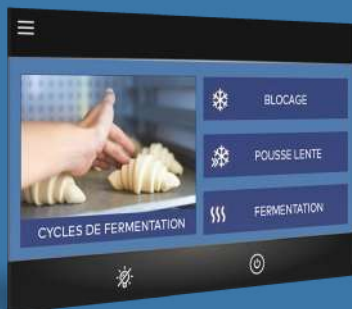 BLOCAGE
POUSSE LENTE
FERMENTATION
CYCLES DE FERMENTATION